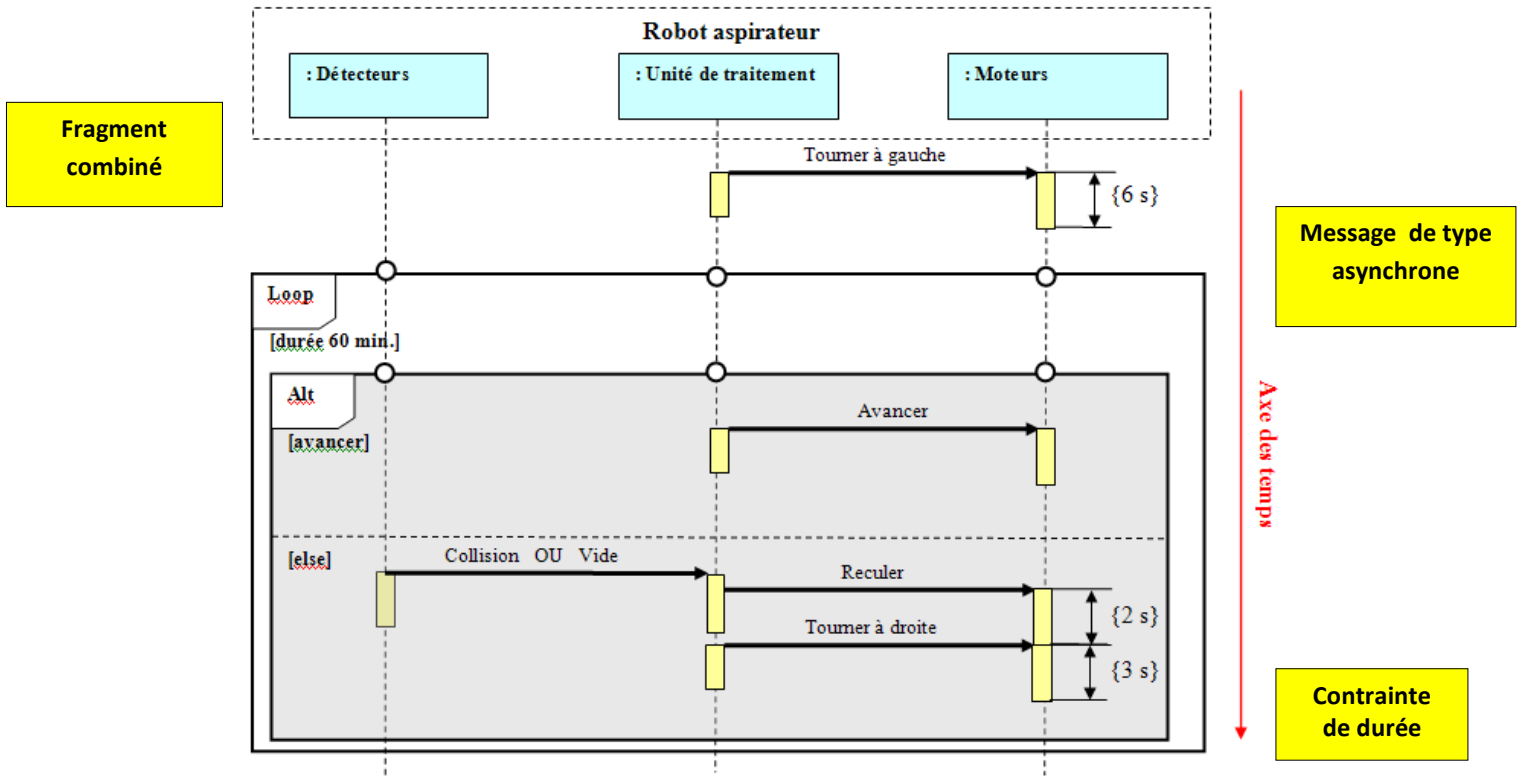 Robot aspirateur
: Détecteurs
: Unité de traitement
: Moteurs
Fragment
combiné
Tourner à gauche
{6 s}
Message de type
asynchrone
Loop
[durée 60 min.]
Alt
[avancer]
Avancer
Axe des temps
[else]
Collision OU Vide
Reculer
{2 s}
Tourner à droite
{3 s}
Contrainte
de durée